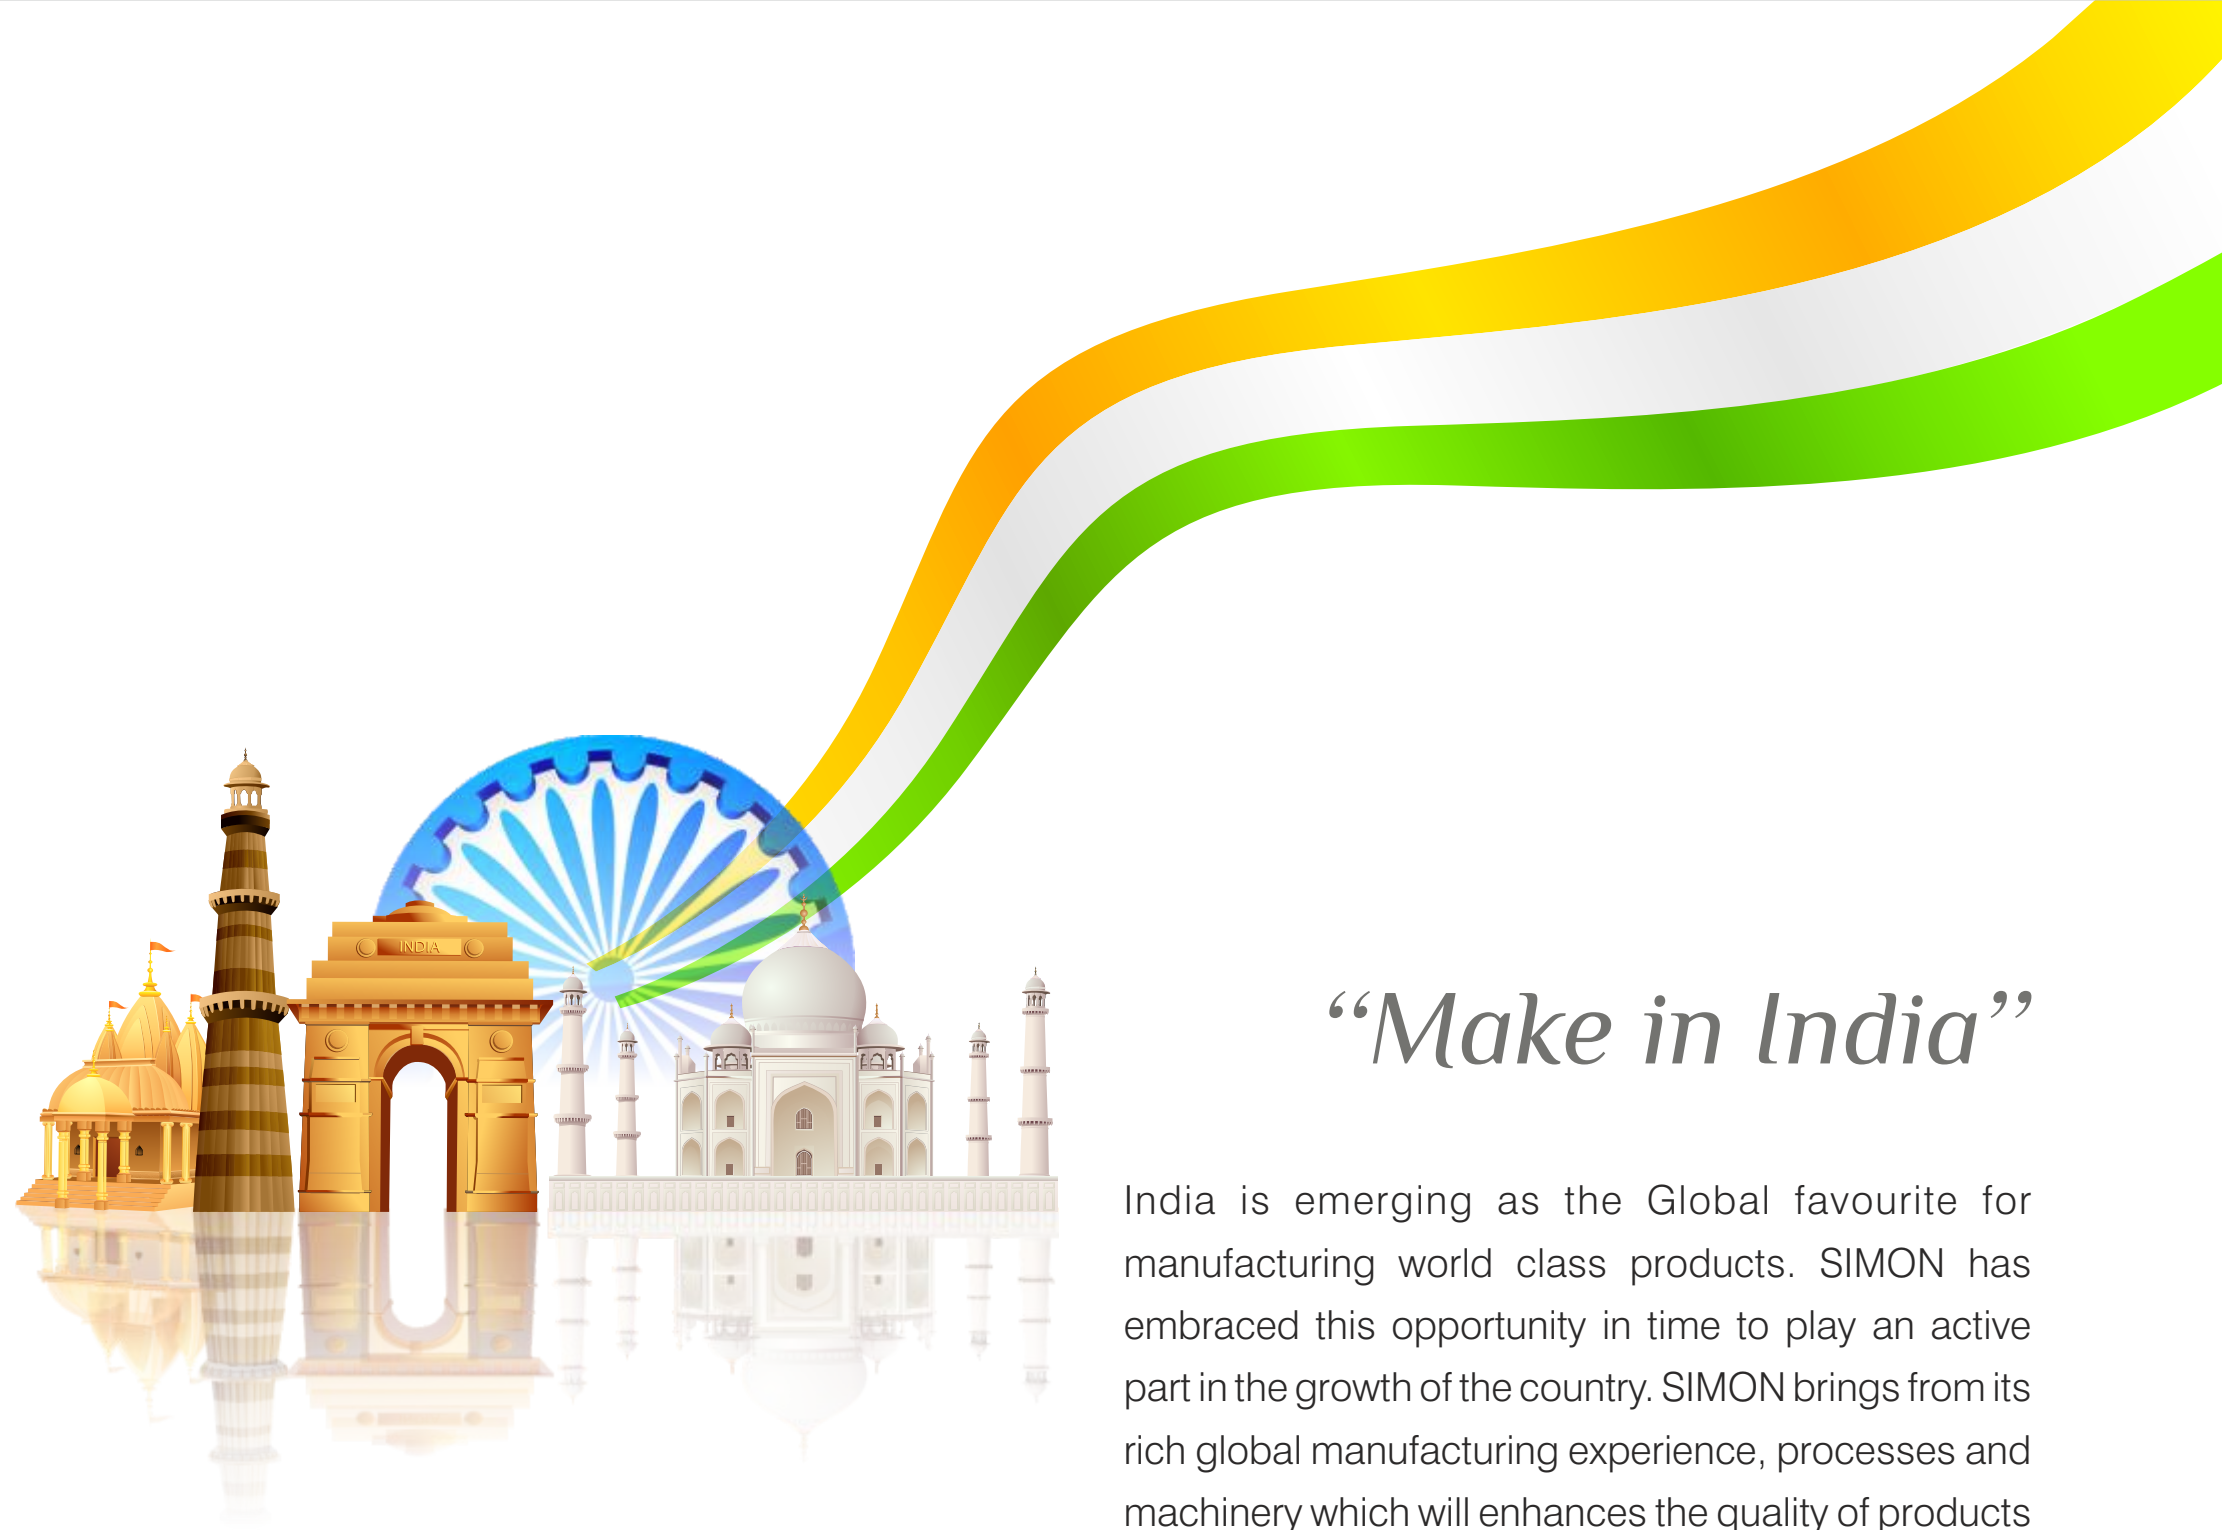 INDIA
“Make in India”
India is emerging as the Global favourite for
manufacturing world class products. SIMON has
embraced this opportunity in time to play an active
part in the growth of the country. SIMON brings from its
rich global manufacturing experience, processes and
machinery which will enhances the quality of products